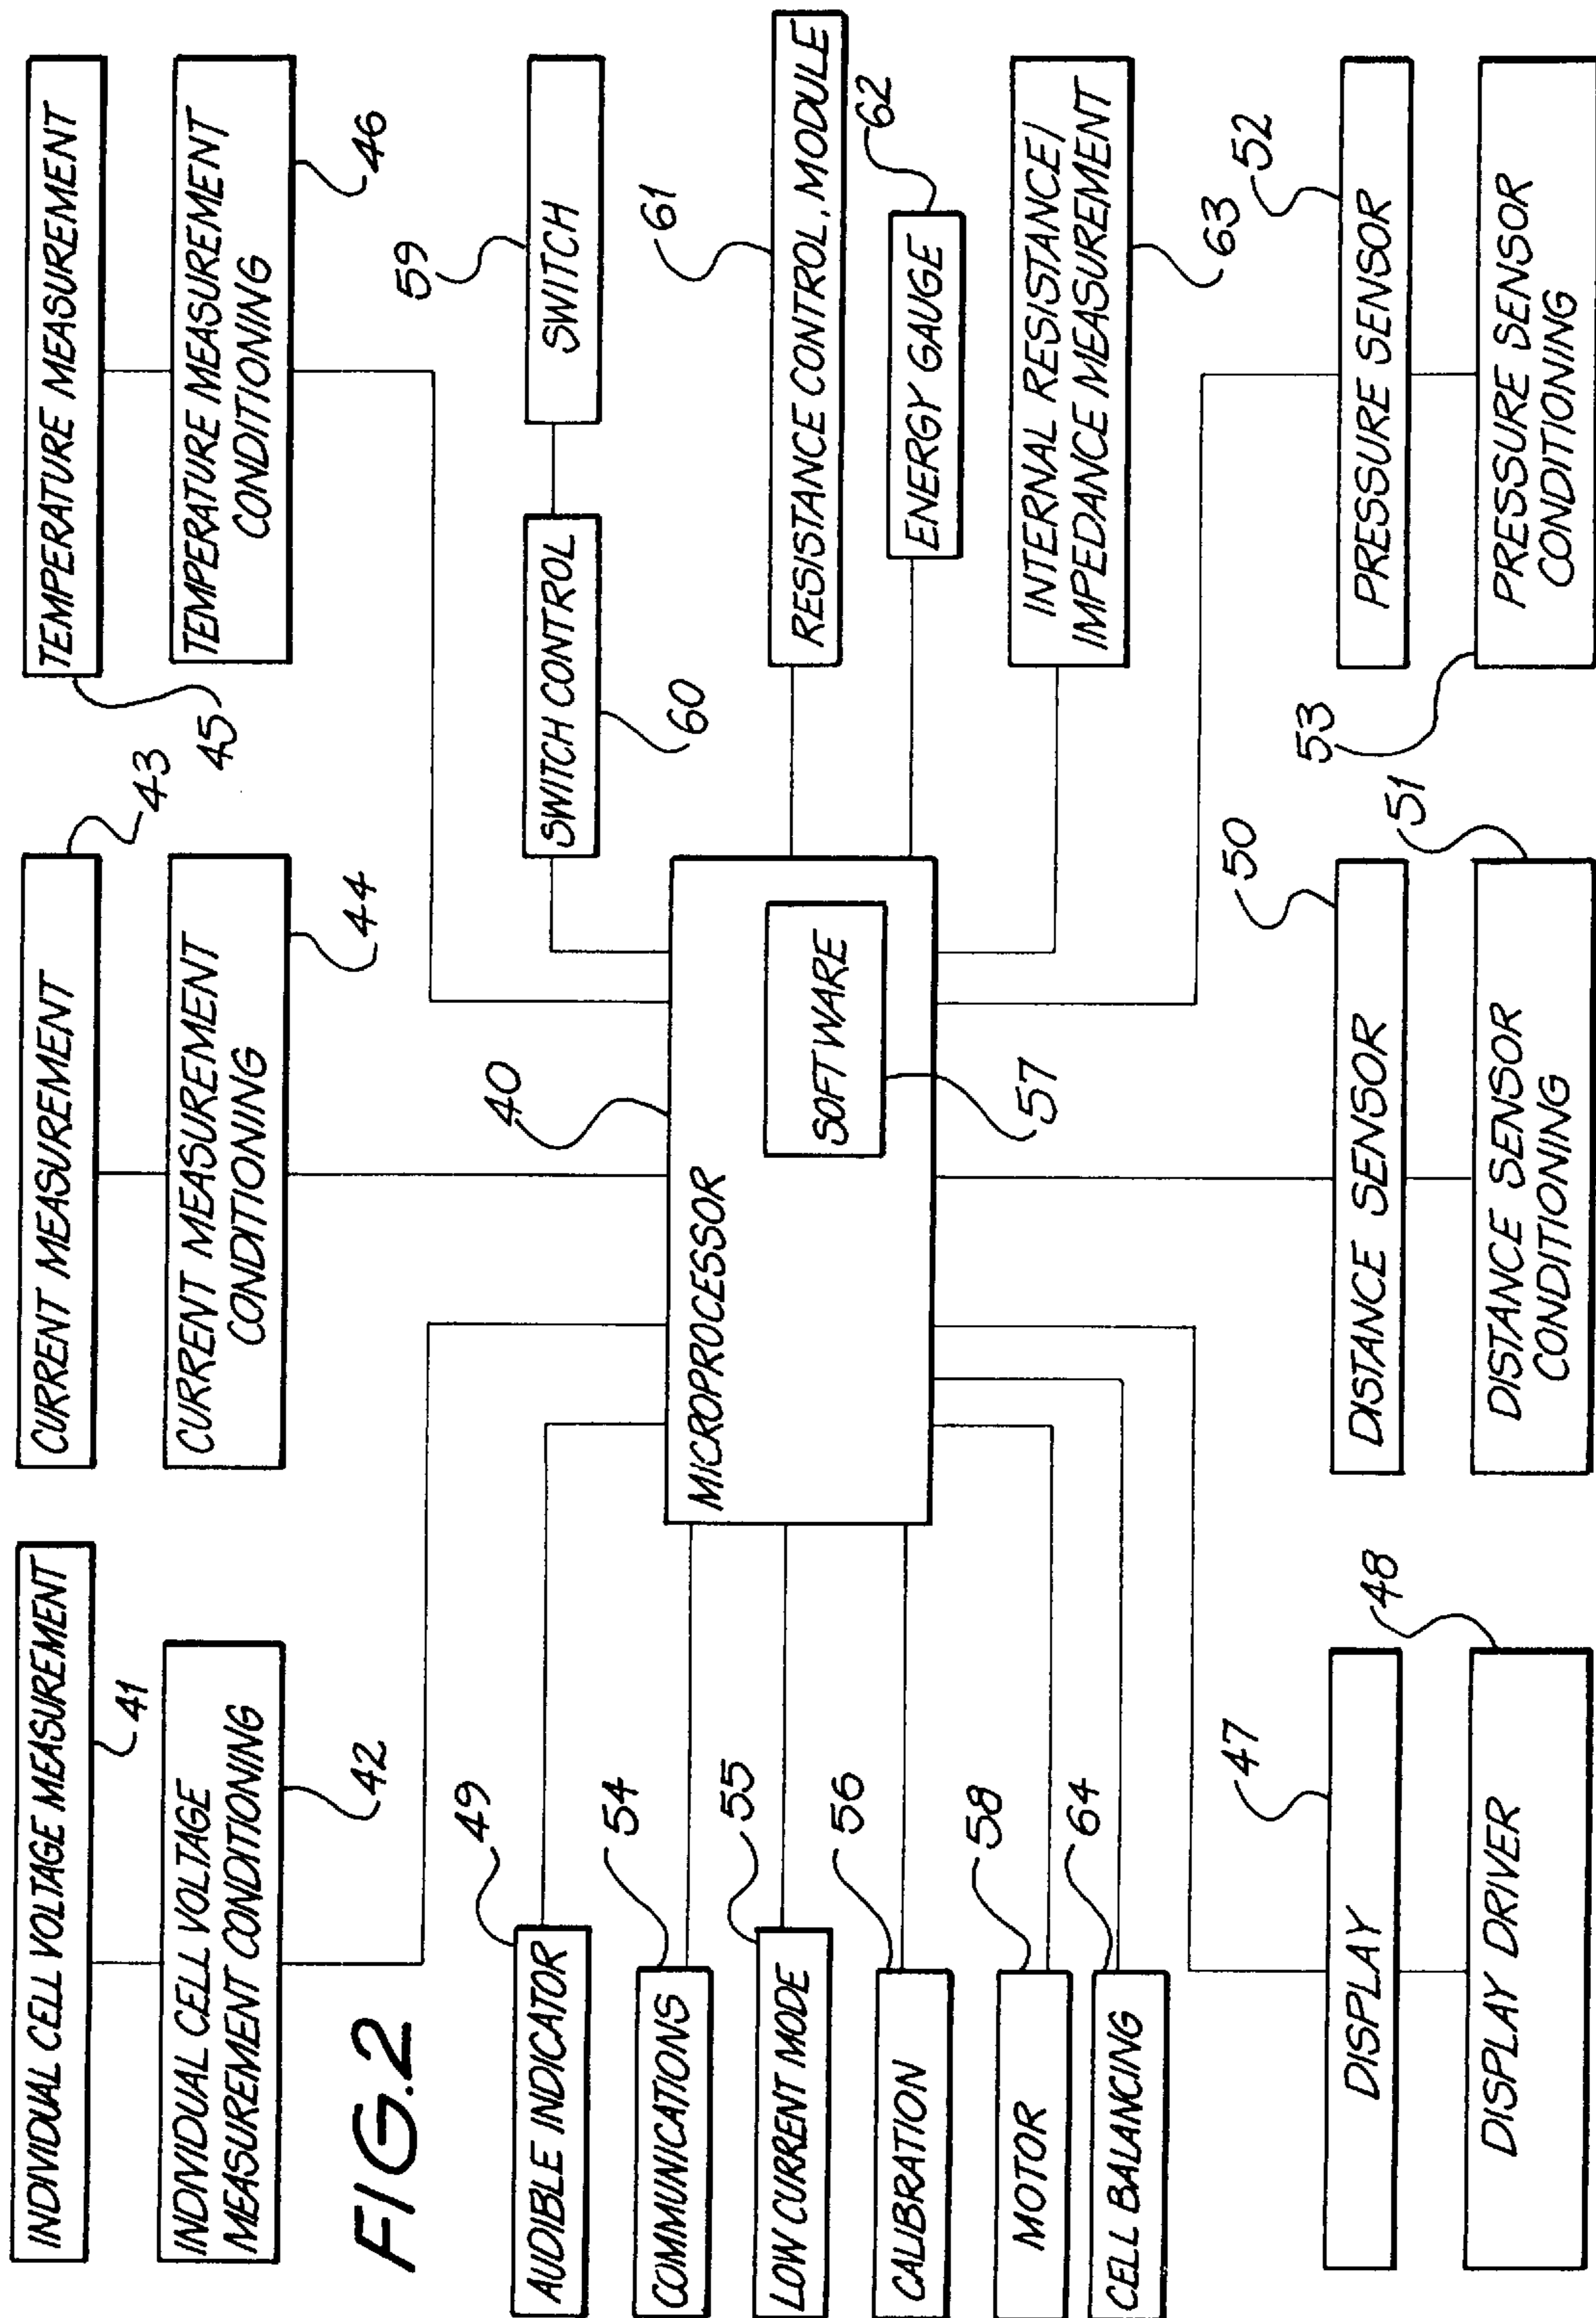 INDIVIDUAL CELL VOLTAGE MEASUREMENT
41
INDIVIDUAL CELL VOLTAGE
MEASUREMENT CONDITIONING
42
CURRENT MEASUREMENT
43
CURRENT MEASUREMENT
CONDITIONING
44
TEMPERATURE MEASUREMENT
45
TEMPERATURE MEASUREMENT
CONDITIONING
46
FIG.2
AUDIBLE INDICATOR
49
COMMUNICATIONS
54
LOW CURRENT MODE
55
CALIBRATION
56
MOTOR
58
CELL BALANCING
64
40
MICROPROCESSOR
SOFTWARE
57
SWITCH CONTROL
60
59
SWITCH
61
RESISTANCE CONTROL, MODULE
62
ENERGY GAUGE
INTERNAL RESISTANCE/
IMPEDANCE MEASUREMENT
63
47
DISPLAY
48
DISPLAY DRIVER
50
DISTANCE SENSOR
51
DISTANCE SENSOR
CONDITIONING
52
PRESSURE SENSOR
53
PRESSURE SENSOR
CONDITIONING